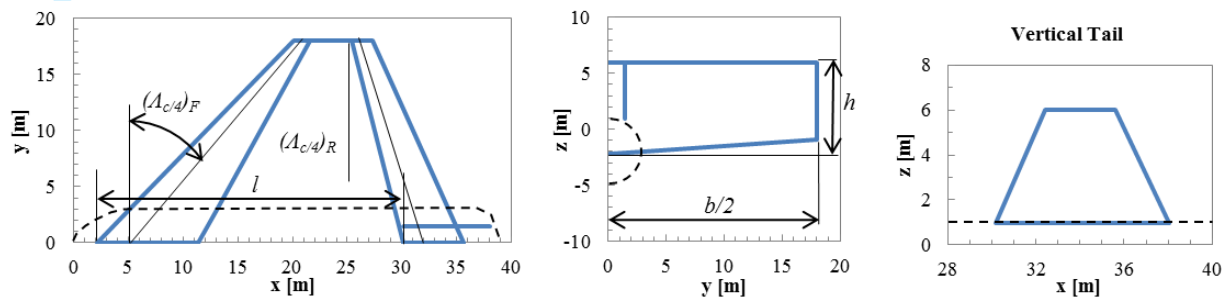 20
15
10
5
0
y [m]
(Λc/4)F
(Λc/4)R
l
0 5 10 15 20 25 30 35 40
x [m]
10
5
0
-5
-10
z [m]
h
b/2
0 5 10 15 20
y [m]
Vertical Tail
8
6
4
2
0
z [m]
28 32 36 40
x [m]